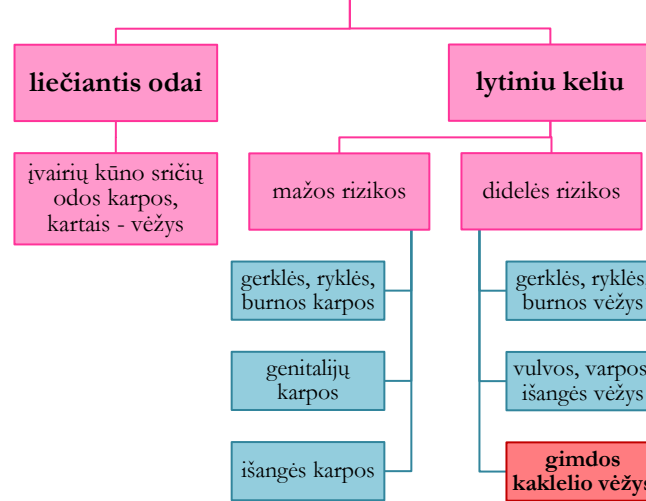 liečiantis odai
lytiniu keliu
įvairių kūno sričių
odos karpos,
kartais - vėžys
mažos rizikos
didelės rizikos
gerklės, ryklės,
burnos karpos
gerklės, ryklės,
burnos vėžys
genitalijų
karpos
vulvos, varpos
išangės vėžys
išangės karpos
gimdos
kaklelio vėžys